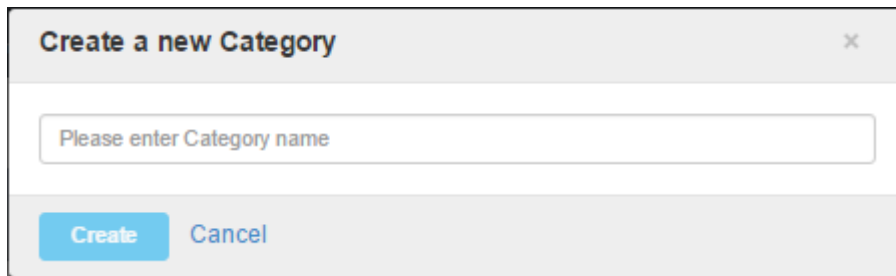 Create a new Category ×
Please enter Category name
Create Cancel